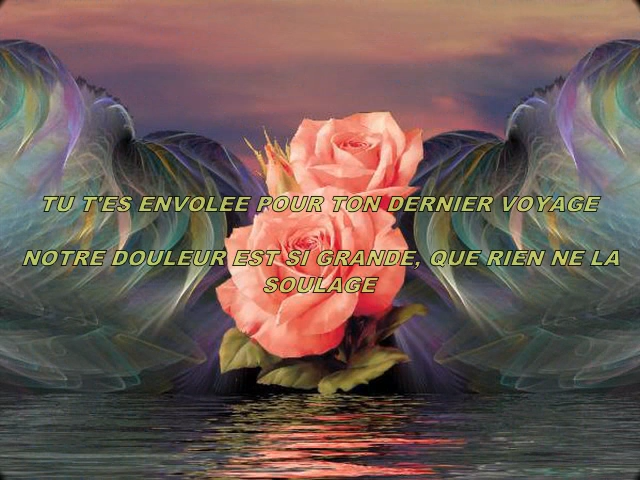 TU T'ES ENVOLEE POUR TON DERNIER VOYAGE
NOTRE DOULEUR EST SI GRANDE, QUE RIEN NE LA
SOULAGE